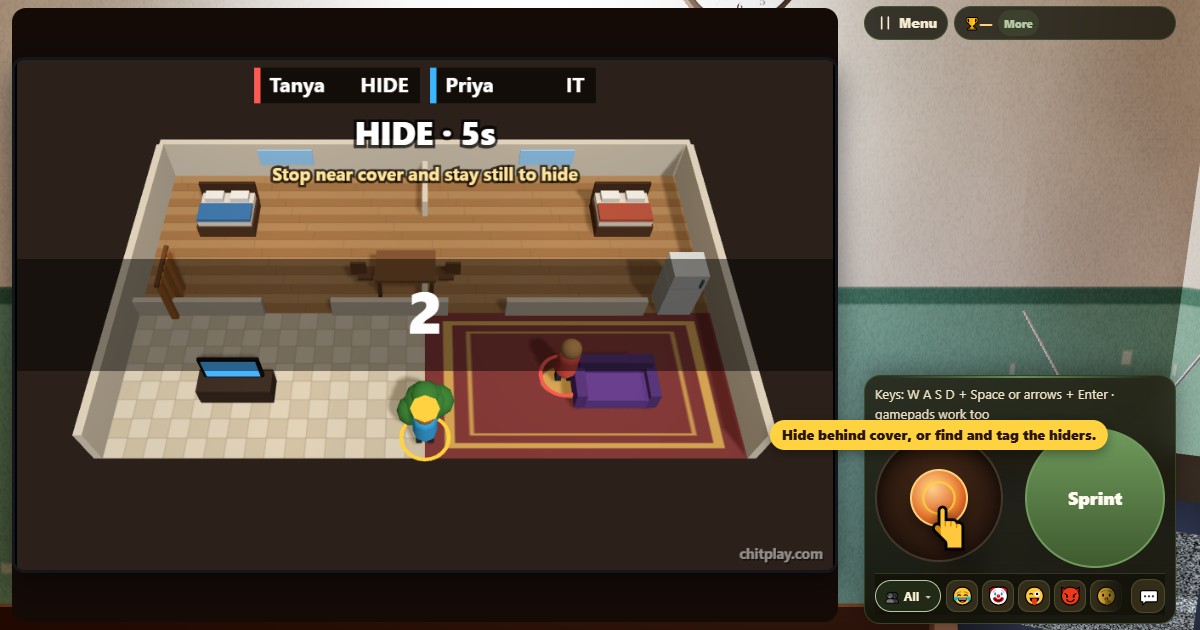 Menu
More
Tanya HIDE Priya IT
HIDE · 5s
Stop near cover and stay still to hide
2
Keys: W A S D + Space or arrows + Enter ·
gamepads work too
Hide behind cover, or find and tag the hiders.
Sprint
chitplay.com
All